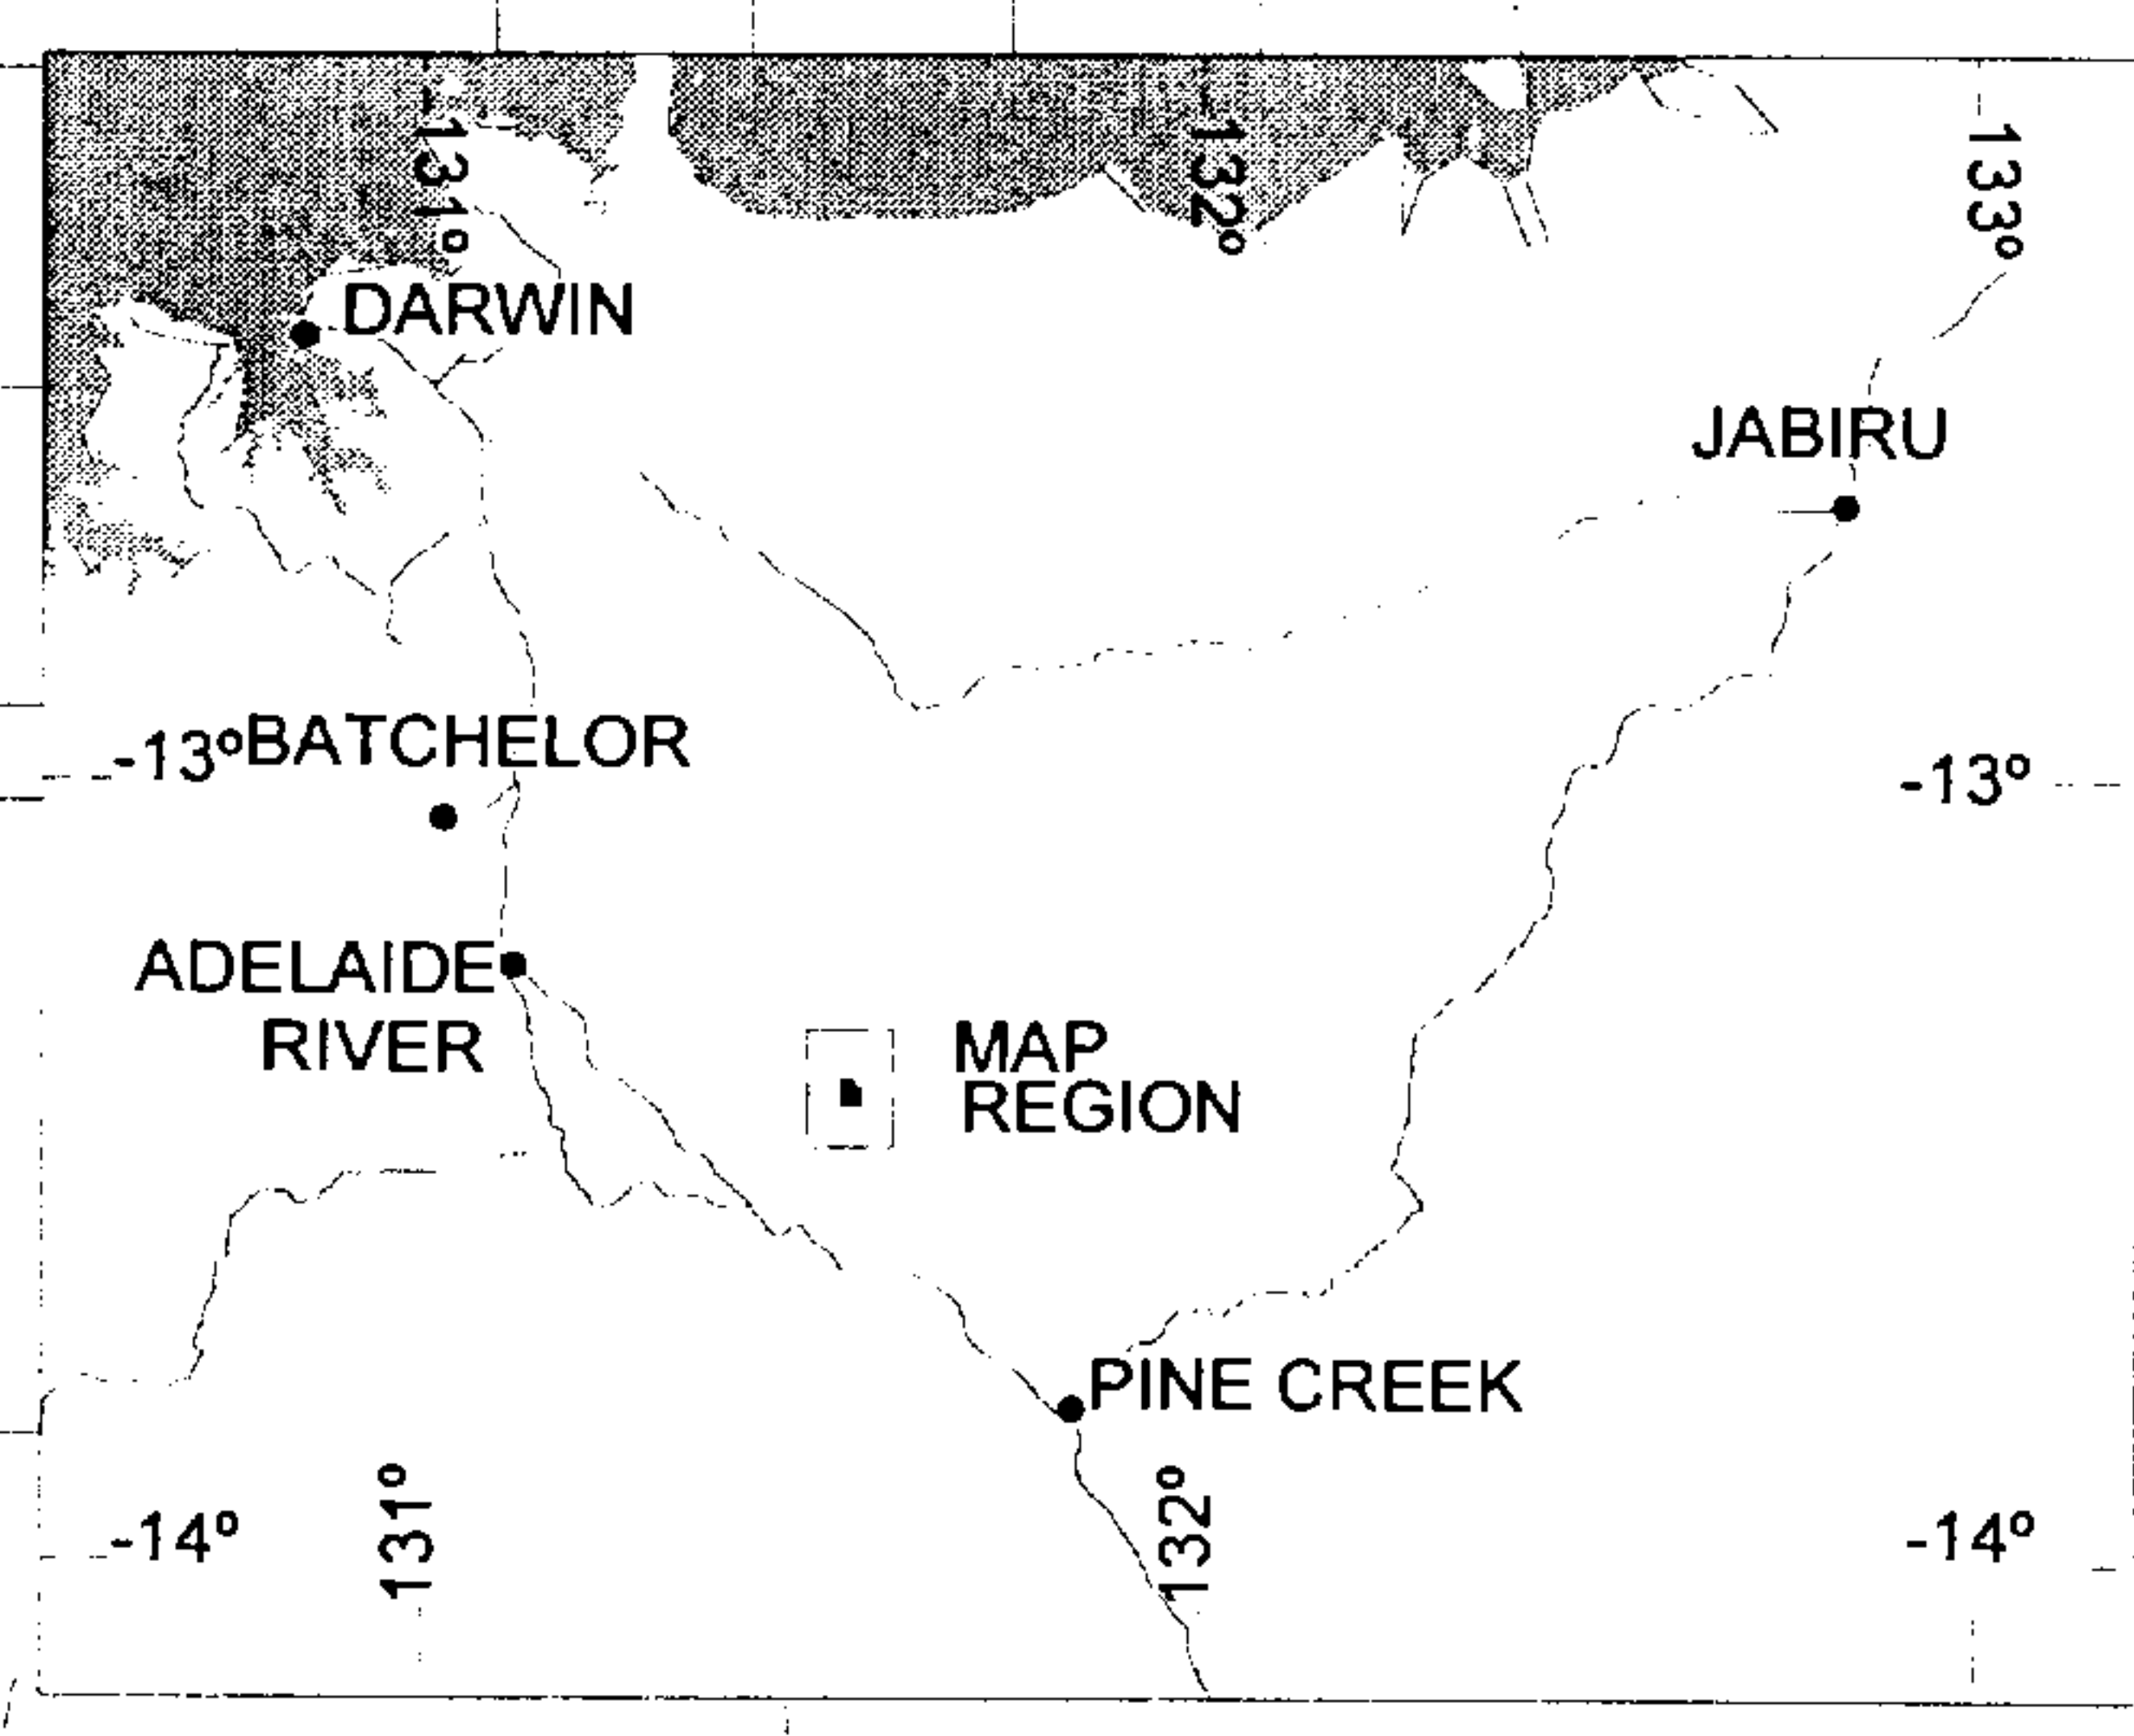 131°
132°
133°
DARWIN
JABIRU
-13° BATCHELOR
-13°
ADELAIDE
RIVER
MAP
REGION
PINE CREEK
-14°
131°
132°
-14°